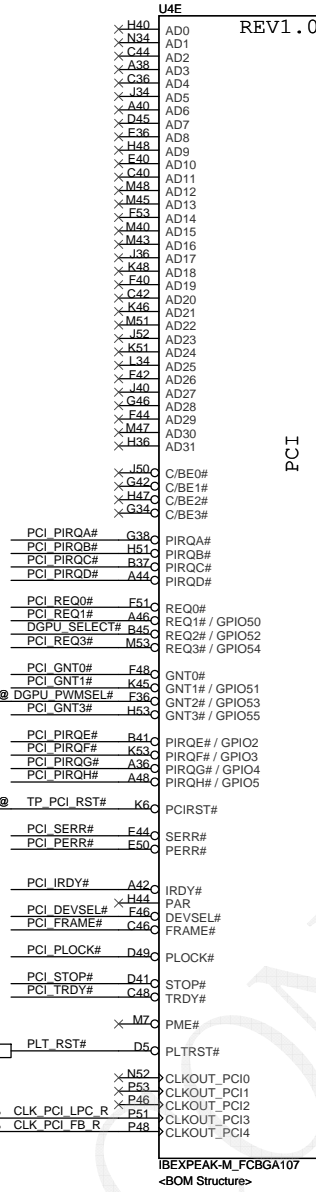 U4E
REV1.0
H40 AD0
N34 AD1
C44 AD2
A38 AD3
C36 AD4
J34 AD5
A40 AD6
D45 AD7
E36 AD8
H48 AD9
E40 AD10
C40 AD11
M48 AD12
M45 AD13
F53 AD14
M40 AD15
M43 AD16
J36 AD17
K48 AD18
F40 AD19
C42 AD20
K46 AD21
M51 AD22
J52 AD23
K51 AD24
L34 AD25
F42 AD26
J40 AD27
G46 AD28
F44 AD29
M47 AD30
H36 AD31
PCI
J50 C/BE0#
G42 C/BE1#
H47 C/BE2#
G34 C/BE3#
PCI_PIRQA# G38 PIRQA#
PCI_PIRQB# H51 PIRQB#
PCI_PIRQC# B37 PIRQC#
PCI_PIRQD# A44 PIRQD#
PCI_REQ0# F51 REQ0#
PCI_REQ1# A46 REQ1# / GPIO50
DGPU_SELECT# B45 REQ2# / GPIO52
PCI_REQ3# M53 REQ3# / GPIO54
PCI_GNT0# F48 GNT0#
PCI_GNT1# K45 GNT1# / GPIO51
@ DGPU_PWMSEL# F36 GNT2# / GPIO53
PCI_GNT3# H53 GNT3# / GPIO55
PCI_PIRQE# B41 PIRQE# / GPIO2
PCI_PIRQF# K53 PIRQF# / GPIO3
PCI_PIRQG# A36 PIRQG# / GPIO4
PCI_PIRQH# A48 PIRQH# / GPIO5
@ TP_PCI_RST# K6 PCIRST#
PCI_SERR# E44 SERR#
PCI_PERR# E50 PERR#
PCI_IRDY# A42 IRDY#
H44 PAR
PCI_DEVSEL# F46 DEVSEL#
PCI_FRAME# C46 FRAME#
PCI_PLOCK# D49 PLOCK#
PCI_STOP# D41 STOP#
PCI_TRDY# C48 TRDY#
M7 PME#
PLT_RST# D5 PLTRST#
N52 CLKOUT_PCI0
P53 CLKOUT_PCI1
P46 CLKOUT_PCI2
CLK_PCI_LPC_R P51 CLKOUT_PCI3
CLK_PCI_FB_R P48 CLKOUT_PCI4
IBEXPEAK-M_FCBGA107
<BOM Structure>